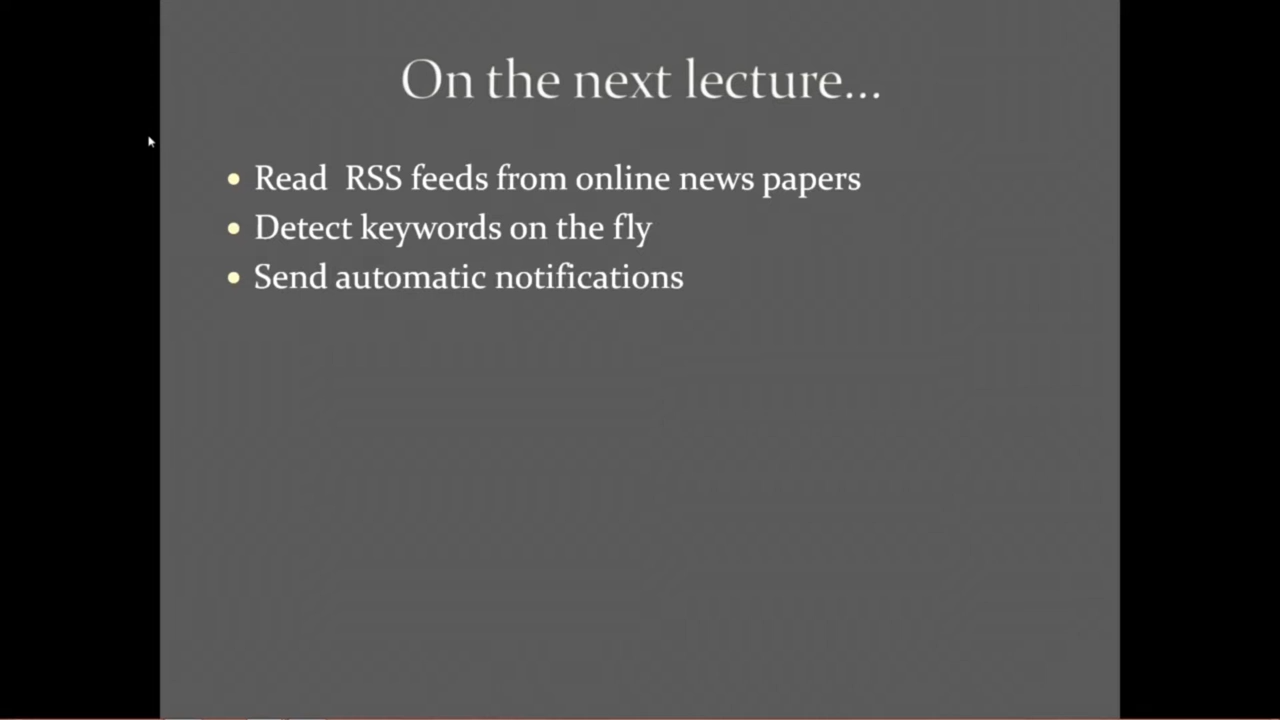 On the next lecture...
• Read  RSS feeds from online news papers
• Detect keywords on the fly
• Send automatic notifications